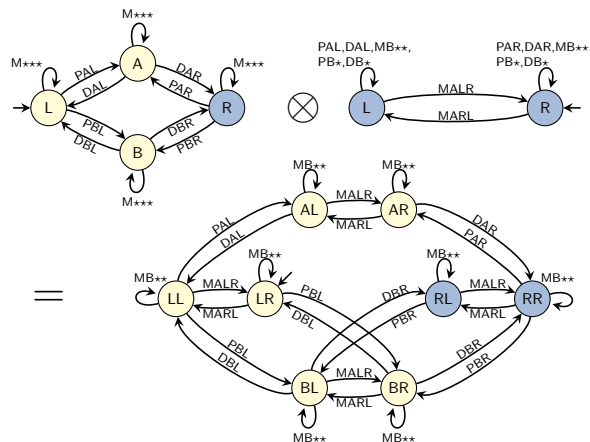 M⋆⋆⋆
PAL,DAL,MB⋆⋆,
PB⋆,DB⋆
PAR,DAR,MB⋆⋆,
PB⋆,DB⋆
M⋆⋆⋆ A M⋆⋆⋆
PAL DAL DAR PAR
L R ⊗ L MALR MARL R
PBL DBL DBR PBR
B
M⋆⋆⋆
MB⋆⋆ MB⋆⋆
AL MALR MARL AR
PAL DAL DAR PAR
MB⋆⋆ MB⋆⋆ MB⋆⋆ MB⋆⋆
= LL MALR MARL LR PBL DBL DBR PBR RL MALR MARL RR
PBL DBL DBR PBR
BL MALR MARL BR
MB⋆⋆ MB⋆⋆